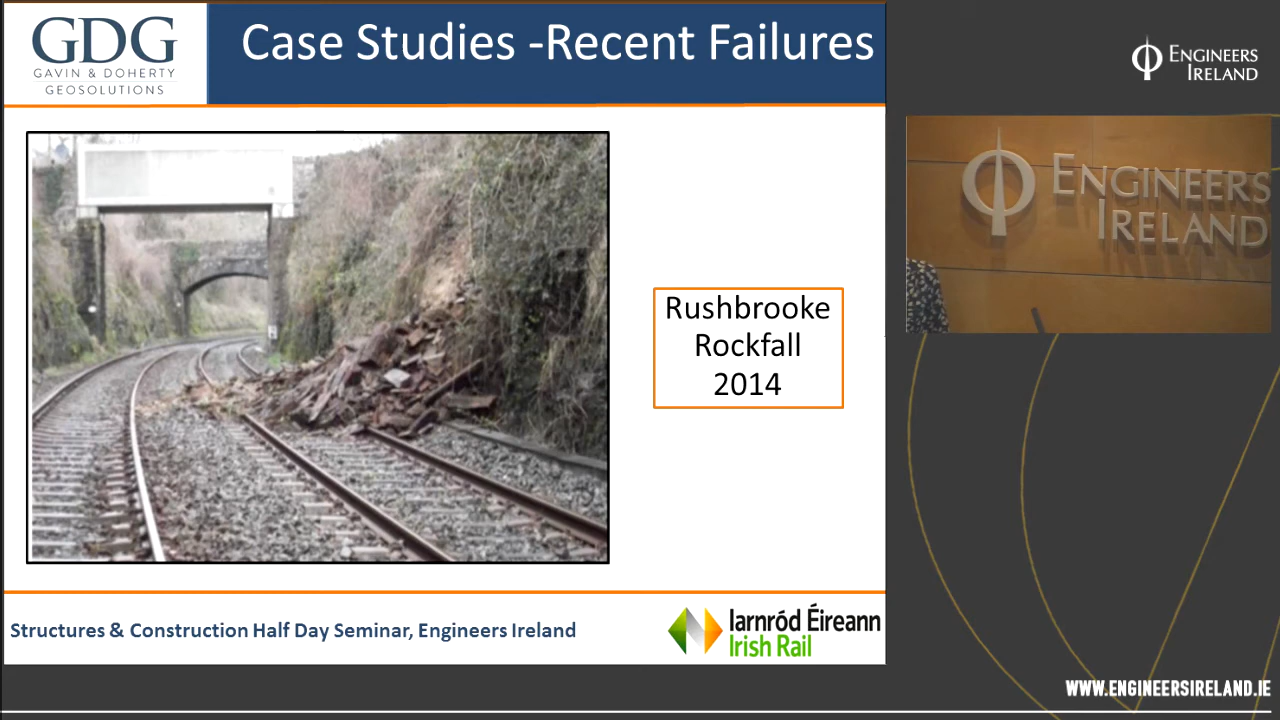 GDG
GAVIN & DOHERTY
GEOSOLUTIONS
Case Studies -Recent Failures
Rushbrooke
Rockfall
2014
Structures & Construction Half Day Seminar, Engineers Ireland
Iarnród Éireann
Irish Rail
ENGINEERS
IRELAND
ENGINEERS
IRELAND
WWW.ENGINEERSIRELAND.IE